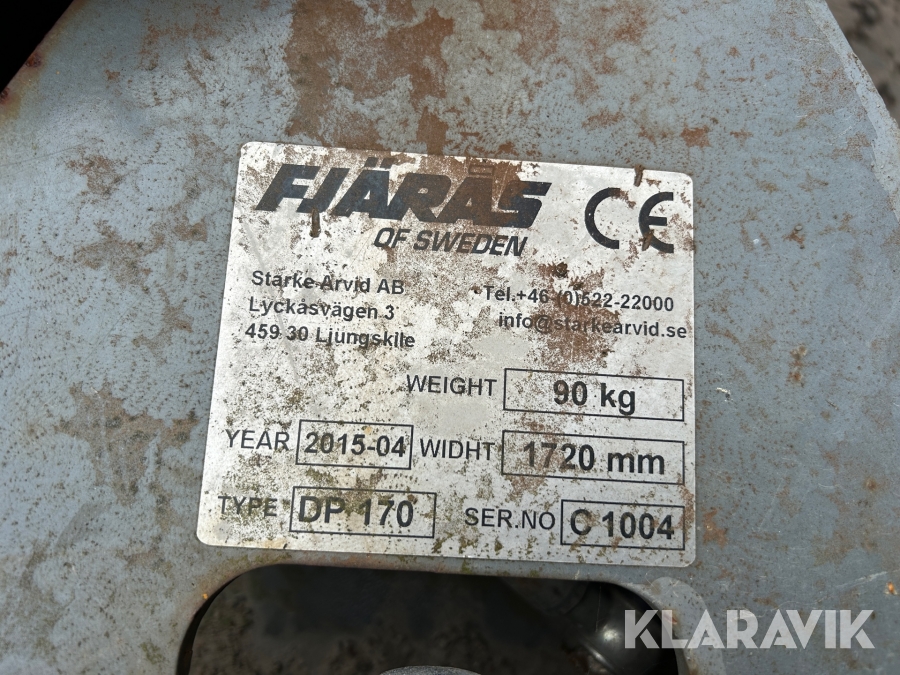 FJÄRÅS
OF SWEDEN
CE
Starke Arvid AB
Lyckåsvägen 3
459 30 Ljungskile
Tel.+46 (0)522-22000
info@starkearvid.se
WEIGHT 90 kg
YEAR 2015-04 WIDHT 1720 mm
TYPE DP 170 SER.NO C 1004
KLARAVIK